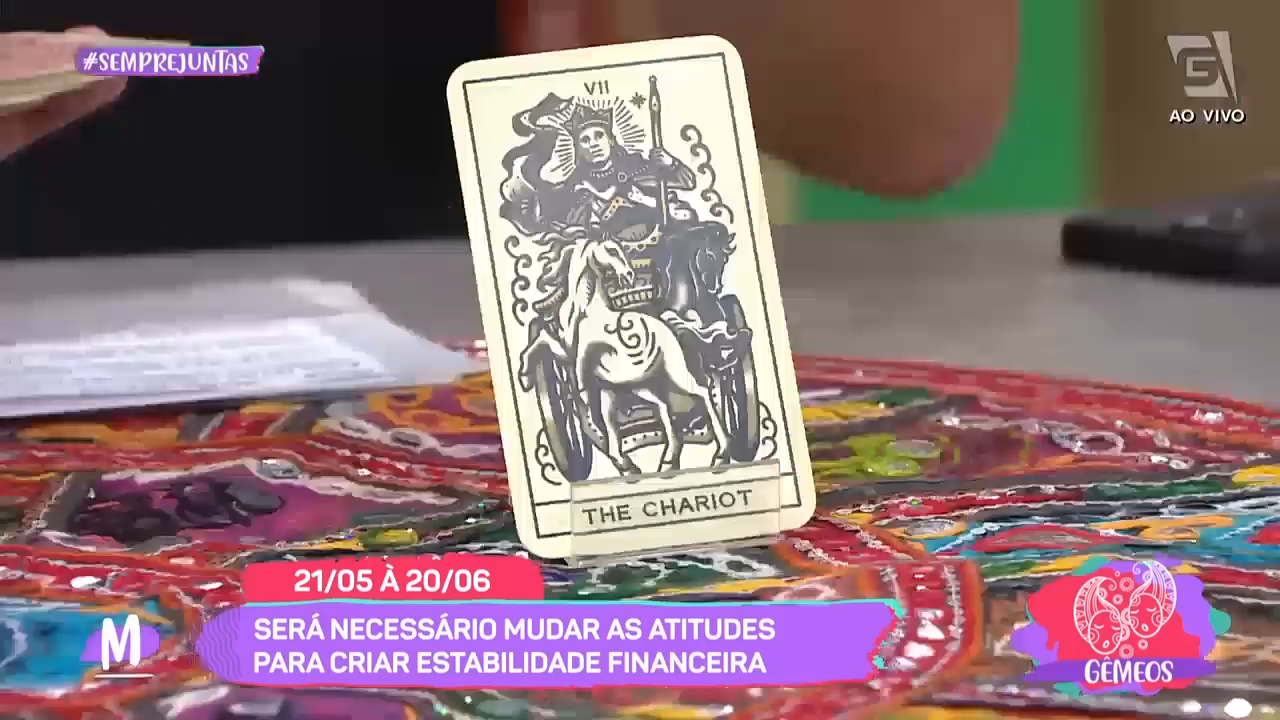 #SEMPREJUNTAS
G
AO VIVO
VII
THE CHARIOT
21/05 À 20/06
M
SERÁ NECESSÁRIO MUDAR AS ATITUDES
PARA CRIAR ESTABILIDADE FINANCEIRA
GÊMEOS